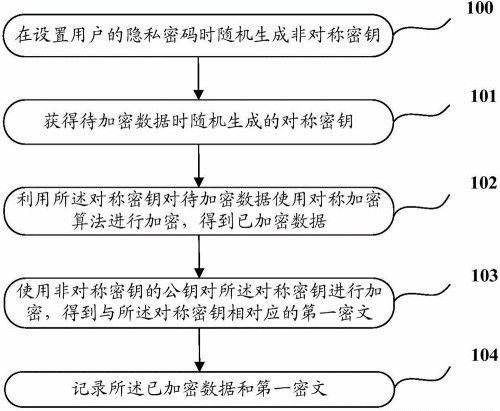 100
在设置用户的隐私密码时随机生成非对称密钥
101
获得待加密数据时随机生成的对称密钥
102
利用所述对称密钥对待加密数据使用对称加密
算法进行加密，得到已加密数据
103
使用非对称密钥的公钥对所述对称密钥进行加
密，得到与所述对称密钥相对应的第一密文
104
记录所述已加密数据和第一密文